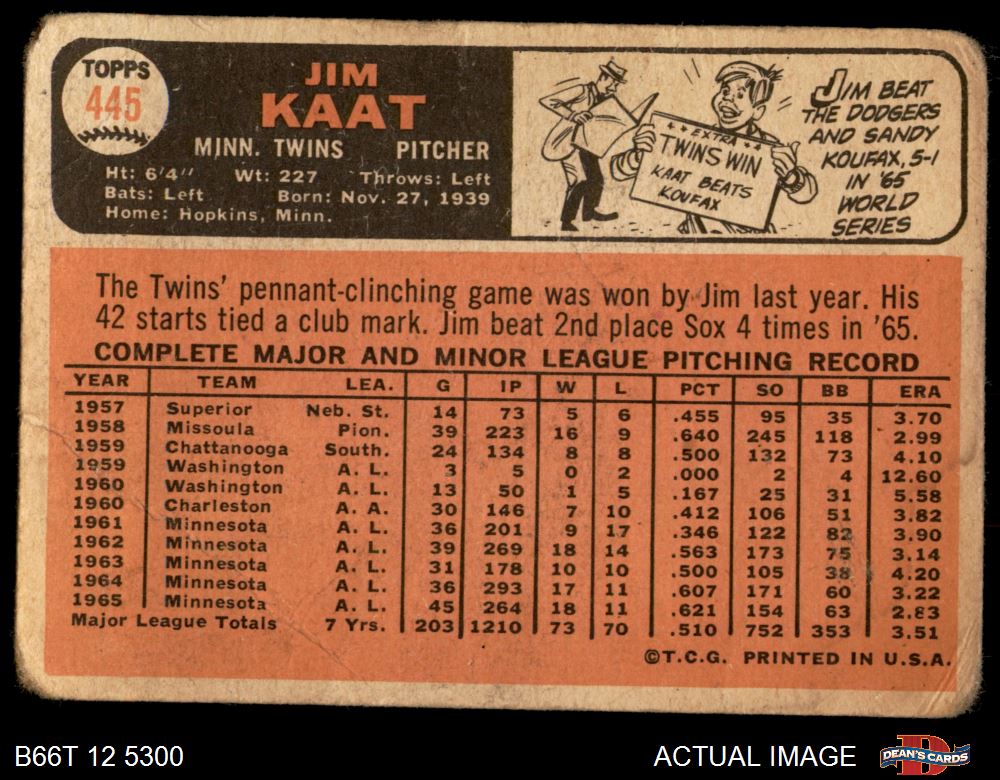 TOPPS
445
JIM
KAAT
MINN. TWINS PITCHER
Ht: 6'4" Wt: 227 Throws: Left
Bats: Left Born: Nov. 27, 1939
Home: Hopkins, Minn.
EXTRA
TWINS WIN
KAAT BEATS
KOUFAX
JIM BEAT
THE DODGERS
AND SANDY
KOUFAX, 5-1
IN '65
WORLD
SERIES
The Twins' pennant-clinching game was won by Jim last year. His
42 starts tied a club mark. Jim beat 2nd place Sox 4 times in '65.
COMPLETE MAJOR AND MINOR LEAGUE PITCHING RECORD
YEAR TEAM LEA. G IP W L PCT SO BB ERA
1957 Superior Neb. St. 14 73 5 6 .455 95 35 3.70
1958 Missoula Pion. 39 223 16 9 .640 245 118 2.99
1959 Chattanooga South. 24 134 8 8 .500 132 73 4.10
1959 Washington A. L. 3 5 0 2 .000 2 4 12.60
1960 Washington A. L. 13 50 1 5 .167 25 31 5.58
1960 Charleston A. A. 30 146 7 10 .412 106 51 3.82
1961 Minnesota A. L. 36 201 9 17 .346 122 82 3.90
1962 Minnesota A. L. 39 269 18 14 .563 173 75 3.14
1963 Minnesota A. L. 31 178 10 10 .500 105 38 4.20
1964 Minnesota A. L. 36 293 17 11 .607 171 60 3.22
1965 Minnesota A. L. 45 264 18 11 .621 154 63 2.83
Major League Totals 7 Yrs. 203 1210 73 70 .510 752 353 3.51
©T.C.G. PRINTED IN U.S.A.
B66T 12 5300 ACTUAL IMAGE DEAN'S CARDS